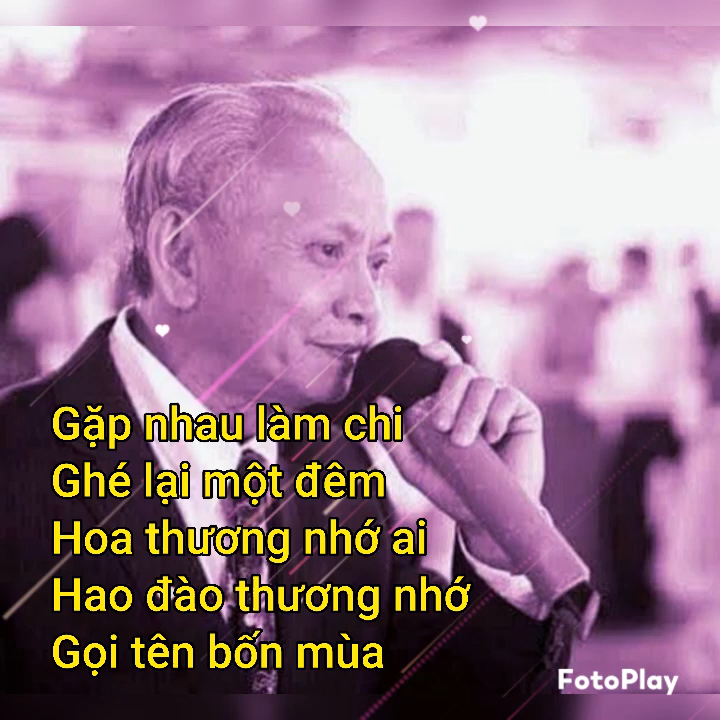 Gặp nhau làm chi
Ghé lại một đêm
Hoa thương nhớ ai
Hao đào thương nhớ
Gọi tên bốn mùa
FotoPlay